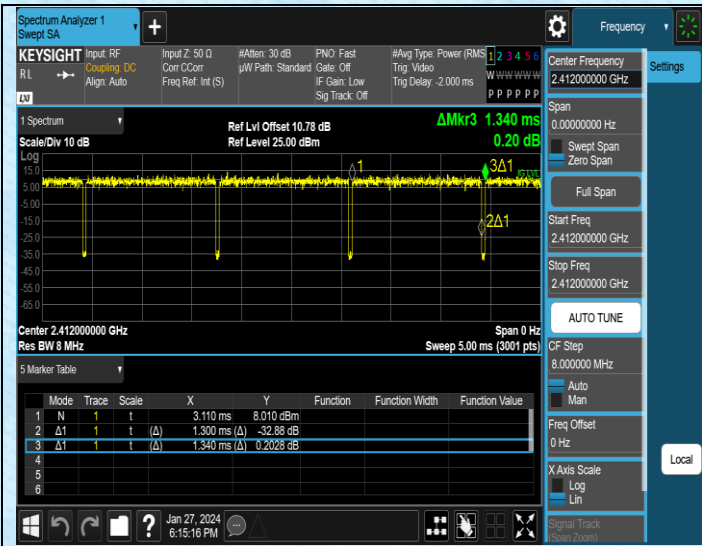 Spectrum Analyzer 1
Swept SA
+
Frequency
KEYSIGHT Input: RF
RL Coupling: DC
Align: Auto
LXI
Input Z: 50 Ω
Corr CCorr
Freq Ref: Int (S)
#Atten: 30 dB
µW Path: Standard
PNO: Fast
Gate: Off
IF Gain: Low
Sig Track: Off
#Avg Type: Power (RMS
Trig: Video
Trig Delay: -2.000 ms
1 2 3 4 5 6
W W W W W W
P P P P P P
Center Frequency
2.412000000 GHz
Settings
Span
0.00000000 Hz
Swept Span
Zero Span
Full Span
Start Freq
2.412000000 GHz
Stop Freq
2.412000000 GHz
AUTO TUNE
CF Step
8.000000 MHz
Auto
Man
Freq Offset
0 Hz
X Axis Scale
Log
Lin
Signal Track
(Span Zoom)
Local
1 Spectrum
Scale/Div 10 dB
Ref Lvl Offset 10.78 dB
Ref Level 25.00 dBm
ΔMkr3 1.340 ms
0.20 dB
Log
15.0
5.00
-5.00
-15.0
-25.0
-35.0
-45.0
-55.0
-65.0
1
3Δ1
2Δ1
Center 2.412000000 GHz
Res BW 8 MHz
Span 0 Hz
Sweep 5.00 ms (3001 pts)
5 Marker Table
Mode Trace Scale X Y Function Function Width Function Value
1 N 1 t 3.110 ms 8.010 dBm
2 Δ1 1 t (Δ) 1.300 ms (Δ) -32.88 dB
3 Δ1 1 t (Δ) 1.340 ms (Δ) 0.2028 dB
4
5
6
?
Jan 27, 2024
6:15:16 PM